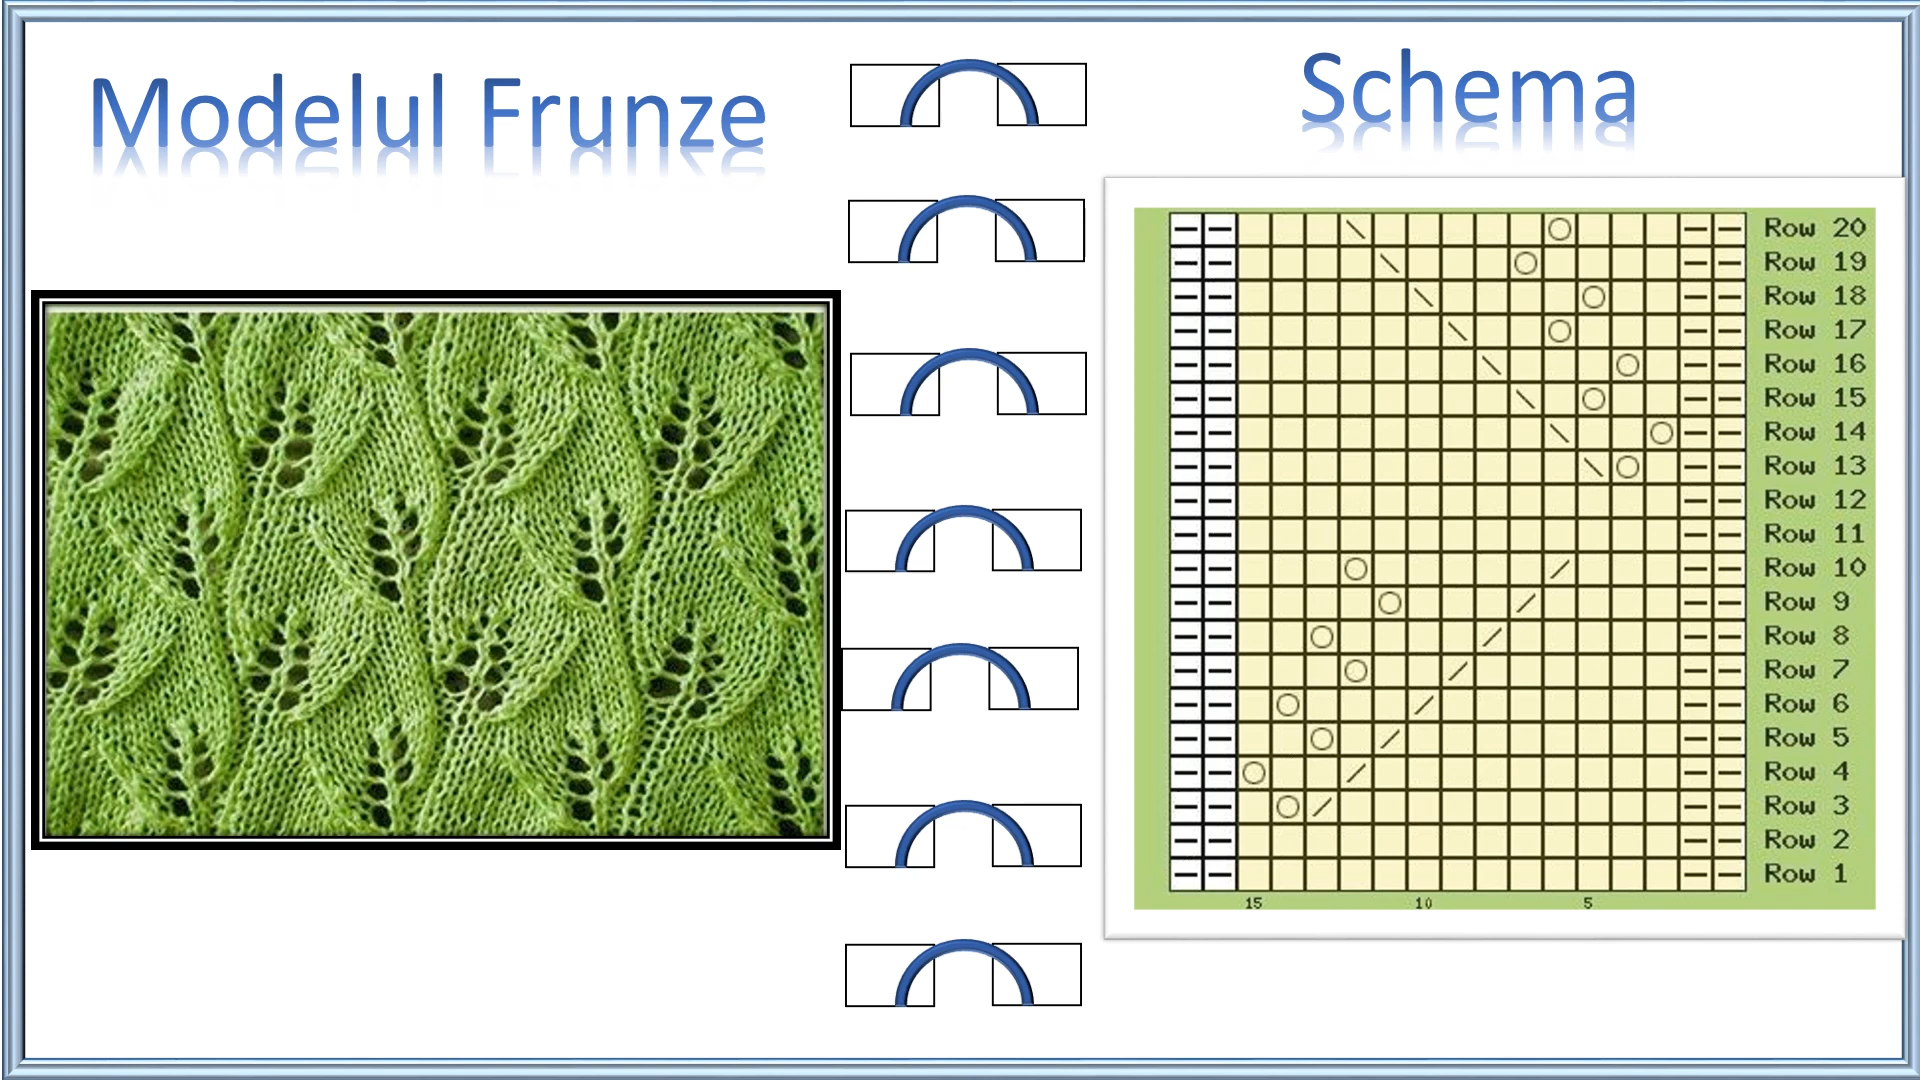 Modelul Frunze
Schema
Row 20
Row 19
Row 18
Row 17
Row 16
Row 15
Row 14
Row 13
Row 12
Row 11
Row 10
Row 9
Row 8
Row 7
Row 6
Row 5
Row 4
Row 3
Row 2
Row 1
15 10 5